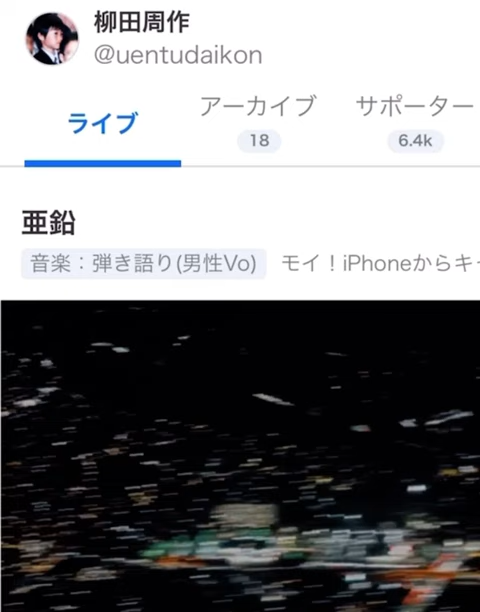 柳田周作
@uentudaikon
ライブ
アーカイブ
サポーター
18
6.4k
亜鉛
音楽：弾き語り(男性Vo)
モイ！iPhoneからキ